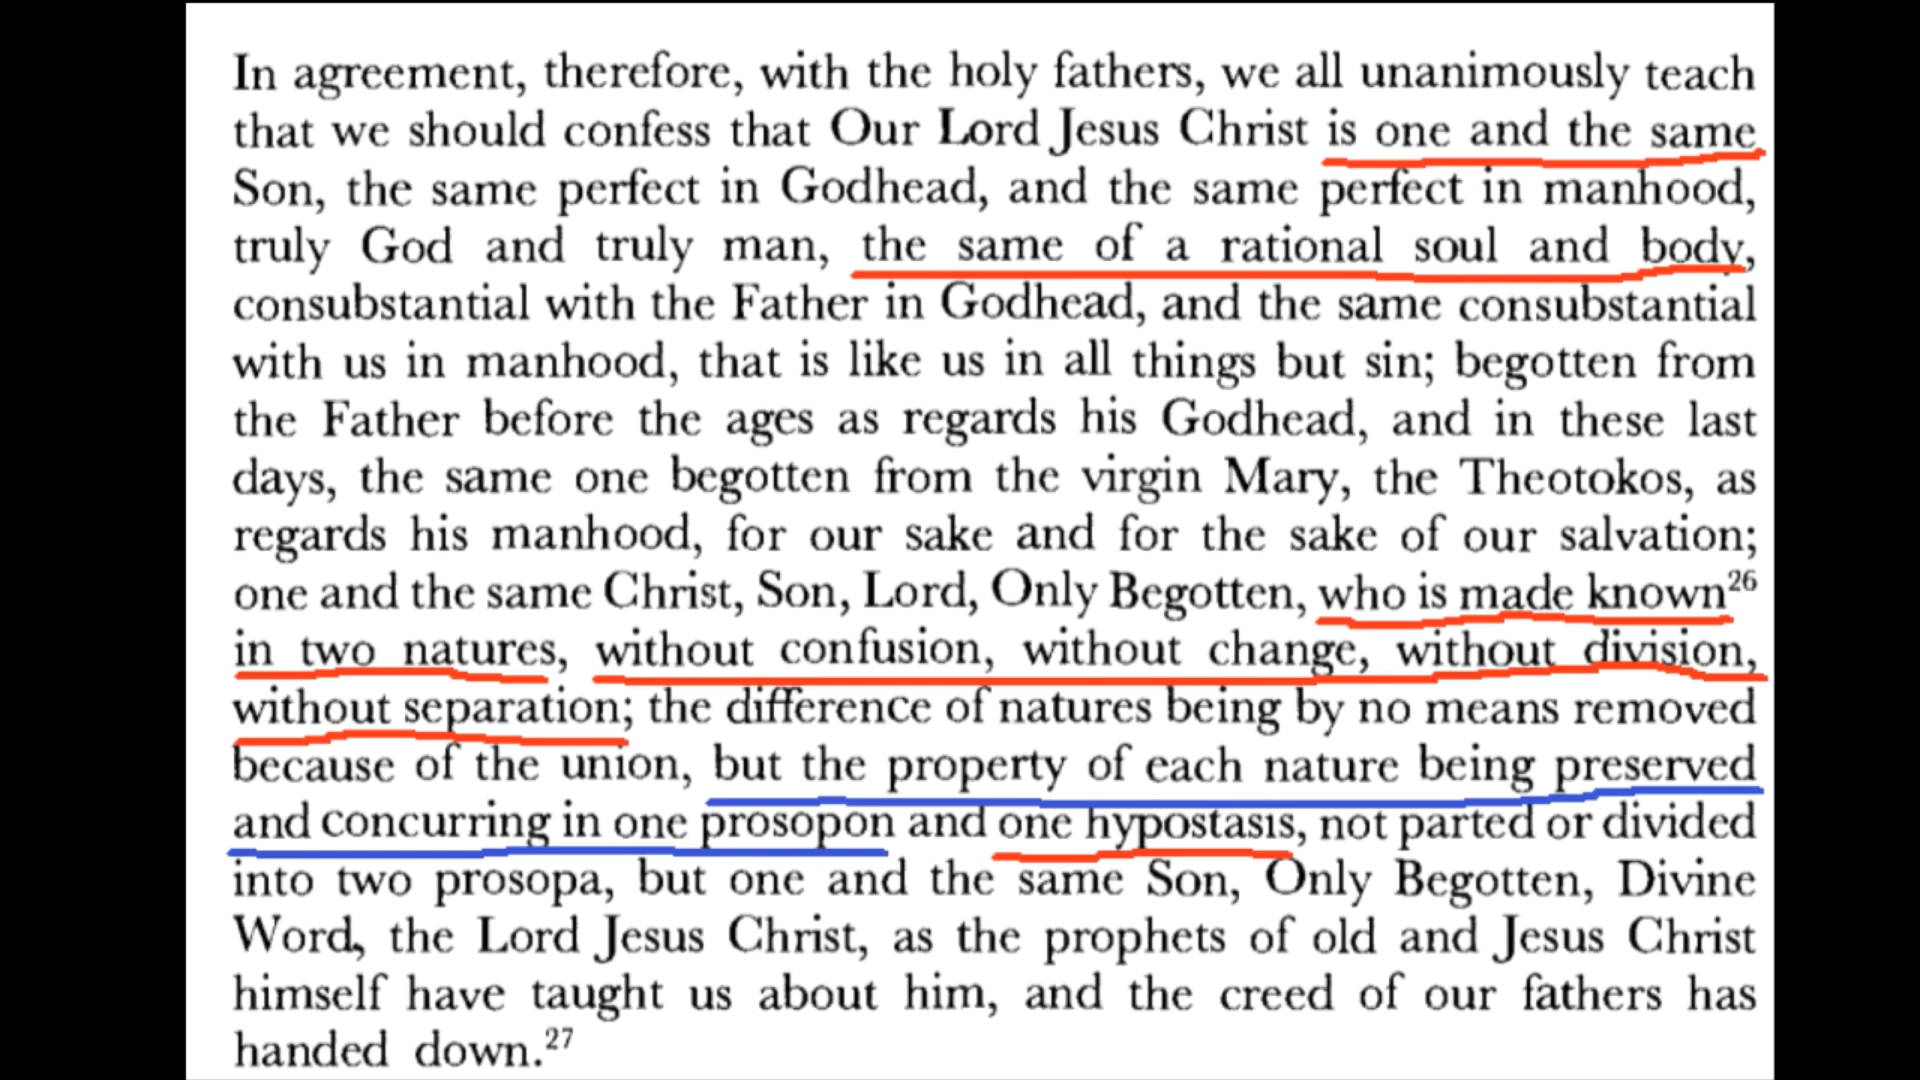 In agreement, therefore, with the holy fathers, we all unanimously teach
that we should confess that Our Lord Jesus Christ is one and the same
Son, the same perfect in Godhead, and the same perfect in manhood,
truly God and truly man, the same of a rational soul and body,
consubstantial with the Father in Godhead, and the same consubstantial
with us in manhood, that is like us in all things but sin; begotten from
the Father before the ages as regards his Godhead, and in these last
days, the same one begotten from the virgin Mary, the Theotokos, as
regards his manhood, for our sake and for the sake of our salvation;
one and the same Christ, Son, Lord, Only Begotten, who is made known26
in two natures, without confusion, without change, without division,
without separation; the difference of natures being by no means removed
because of the union, but the property of each nature being preserved
and concurring in one prosopon and one hypostasis, not parted or divided
into two prosopa, but one and the same Son, Only Begotten, Divine
Word, the Lord Jesus Christ, as the prophets of old and Jesus Christ
himself have taught us about him, and the creed of our fathers has
handed down.27